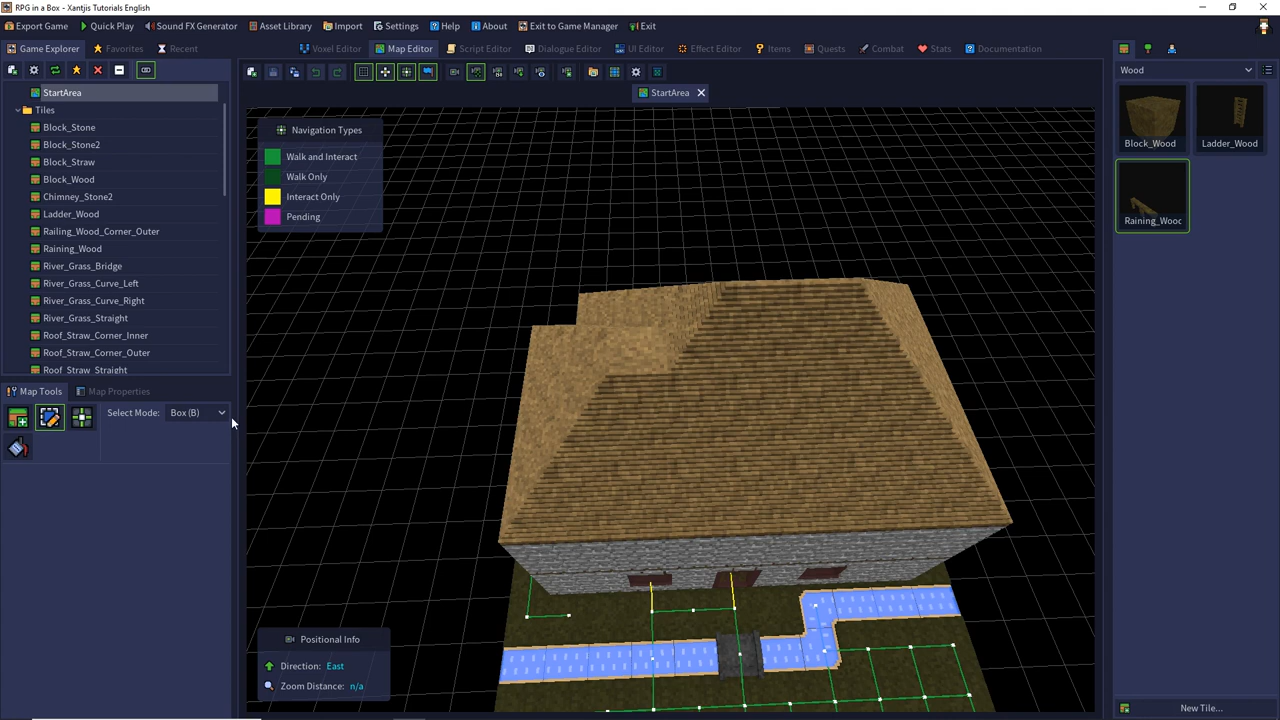 RPG in a Box - Xantjis Tutorials English
Export Game Quick Play Sound FX Generator Asset Library Import Settings Help About Exit to Game Manager Exit
Game Explorer Favorites Recent
Voxel Editor Map Editor Script Editor Dialogue Editor UI Editor Effect Editor Items Quests Combat Stats Documentation
StartArea
Tiles
Block_Stone
Block_Stone2
Block_Straw
Block_Wood
Chimney_Stone2
Ladder_Wood
Railing_Wood_Corner_Outer
Raining_Wood
River_Grass_Bridge
River_Grass_Curve_Left
River_Grass_Curve_Right
River_Grass_Straight
Roof_Straw_Corner_Inner
Roof_Straw_Corner_Outer
Roof_Straw_Straight
Map Tools Map Properties
Select Mode: Box (B)
StartArea
Navigation Types
Walk and Interact
Walk Only
Interact Only
Pending
Positional Info
Direction: East
Zoom Distance: n/a
Wood
Block_Wood Ladder_Wood
Raining_Wooc
New Tile...